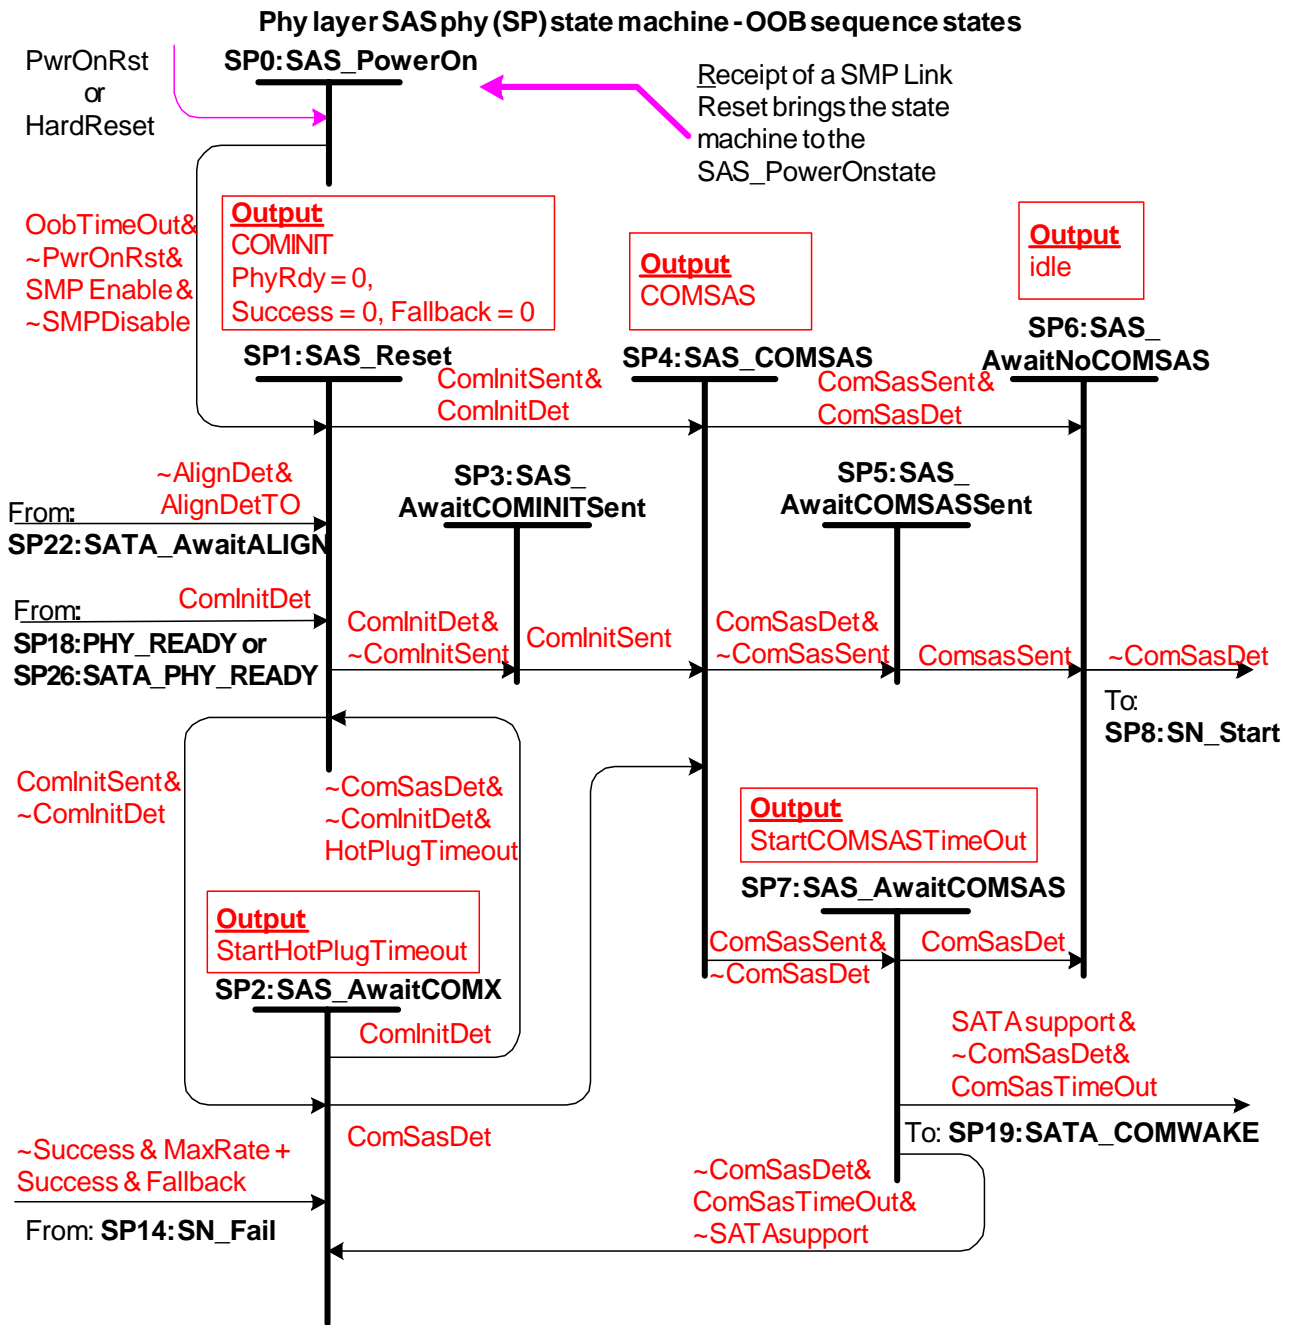 Phy layer SAS phy (SP) state machine - OOB sequence states
PwrOnRst
or
HardReset
SP0:SAS_PowerOn
Receipt of a SMP Link
Reset brings the state
machine to the
SAS_PowerOn state
OobTimeOut &
~PwrOnRst &
SMP Enable &
~SMPDisable
Output
COMINIT
PhyRdy = 0,
Success = 0, Fallback = 0
Output
COMSAS
Output
idle
SP1:SAS_Reset
SP4:SAS_COMSAS
SP6:SAS_
AwaitNoCOMSAS
ComInitSent &
ComInitDet
ComSasSent &
ComSasDet
~AlignDet &
AlignDetTO
From:
SP22:SATA_AwaitALIGN
SP3:SAS_
AwaitCOMINITSent
SP5:SAS_
AwaitCOMSASSent
ComInitDet
From:
SP18:PHY_READY or
SP26:SATA_PHY_READY
ComInitDet &
~ComInitSent
ComInitSent
ComSasDet &
~ComSasSent
ComsasSent
~ComSasDet
To:
SP8:SN_Start
ComInitSent &
~ComInitDet
~ComSasDet &
~ComInitDet &
HotPlugTimeout
Output
StartCOMSASTimeOut
SP7:SAS_AwaitCOMSAS
Output
StartHotPlugTimeout
SP2:SAS_AwaitCOMX
ComSasSent &
~ComSasDet
ComSasDet
ComInitDet
SATA support &
~ComSasDet &
ComSasTimeOut
To: SP19:SATA_COMWAKE
ComSasDet
~Success & MaxRate +
Success & Fallback
From: SP14:SN_Fail
~ComSasDet &
ComSasTimeOut &
~SATA support